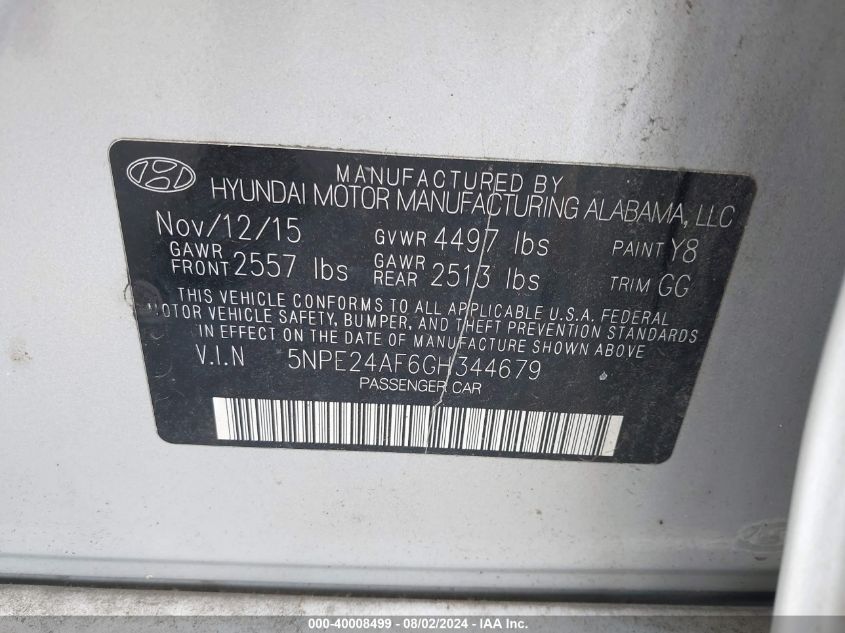 MANUFACTURED BY
HYUNDAI MOTOR MANUFACTURING ALABAMA, LLC
Nov/12/15 GVWR 4497 lbs PAINT Y8
GAWR FRONT 2557 lbs GAWR REAR 2513 lbs TRIM GG
THIS VEHICLE CONFORMS TO ALL APPLICABLE U.S.A. FEDERAL
MOTOR VEHICLE SAFETY, BUMPER, AND THEFT PREVENTION STANDARDS
IN EFFECT ON THE DATE OF MANUFACTURE SHOWN ABOVE.
V.I.N 5NPE24AF6GH344679
PASSENGER CAR
000-40008499 - 08/02/2024 - IAA Inc.